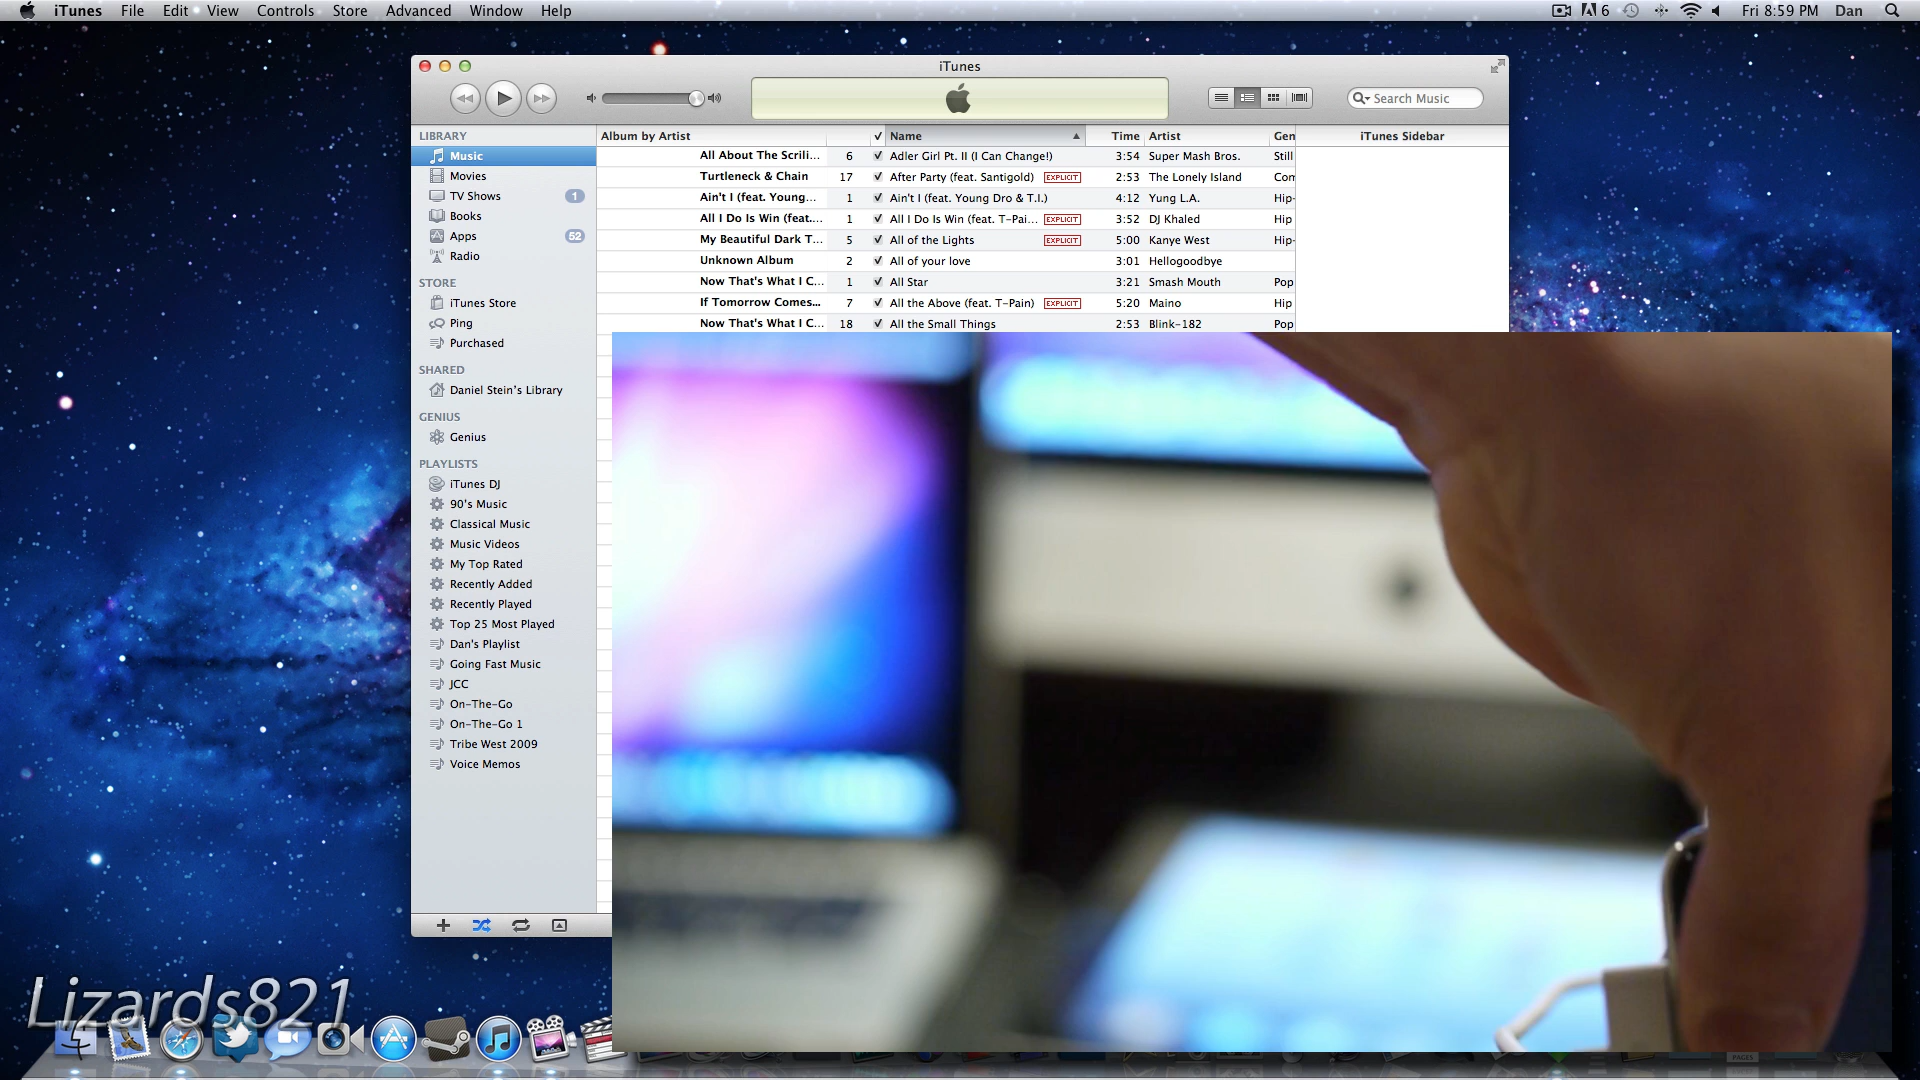 iTunes File Edit View Controls Store Advanced Window Help 6 Fri 8:59 PM Dan
iTunes
Search Music
LIBRARY
Music
Movies
TV Shows 1
Books
Apps 52
Radio
STORE
iTunes Store
Ping
Purchased
SHARED
Daniel Stein's Library
GENIUS
Genius
PLAYLISTS
iTunes DJ
90's Music
Classical Music
Music Videos
My Top Rated
Recently Added
Recently Played
Top 25 Most Played
Dan's Playlist
Going Fast Music
JCC
On-The-Go
On-The-Go 1
Tribe West 2009
Voice Memos
Album by Artist Name Time Artist Gen iTunes Sidebar
All About The Scrili... 6 Adler Girl Pt. II (I Can Change!) 3:54 Super Mash Bros. Still
Turtleneck & Chain 17 After Party (feat. Santigold) EXPLICIT 2:53 The Lonely Island Com
Ain't I (feat. Young... 1 Ain't I (feat. Young Dro & T.I.) 4:12 Yung L.A. Hip-
All I Do Is Win (feat.... 1 All I Do Is Win (feat. T-Pai... EXPLICIT 3:52 DJ Khaled Hip
My Beautiful Dark T... 5 All of the Lights EXPLICIT 5:00 Kanye West Hip-
Unknown Album 2 All of your love 3:01 Hellogoodbye
Now That's What I C... 1 All Star 3:21 Smash Mouth Pop
If Tomorrow Comes... 7 All the Above (feat. T-Pain) EXPLICIT 5:20 Maino Hip
Now That's What I C... 18 All the Small Things 2:53 Blink-182 Pop
Lizards821
PAGES